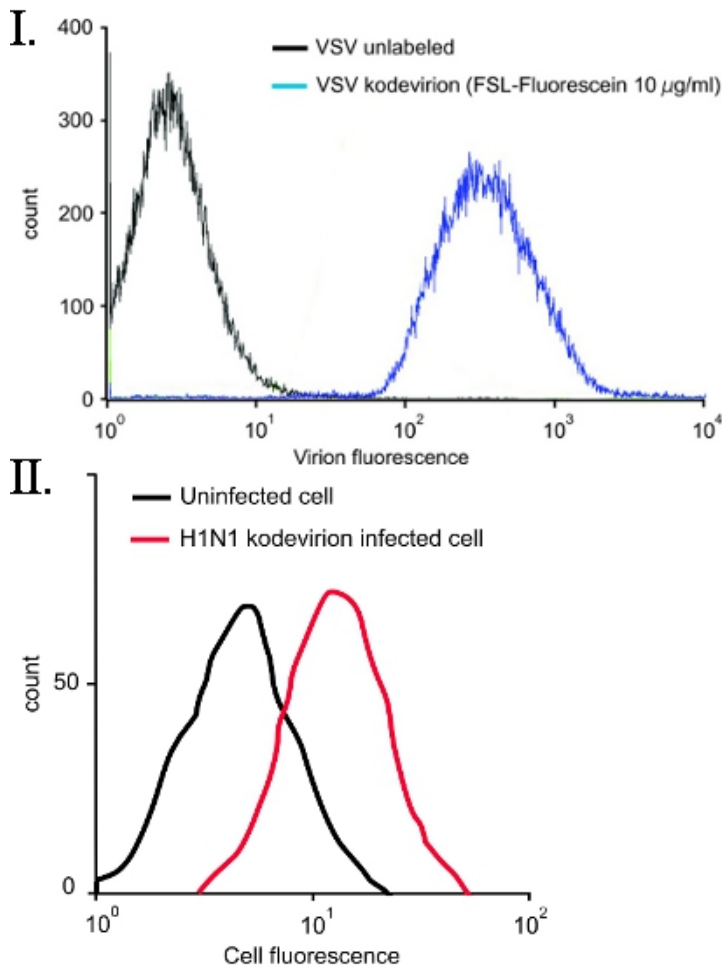 I.
400
300
200
100
0
count
VSV unlabeled
VSV kodevirion (FSL-Fluorescein 10 µg/ml)
10⁰ 10¹ 10² 10³ 10⁴
Virion fluorescence
II.
Uninfected cell
H1N1 kodevirion infected cell
count
50
0
10⁰ 10¹ 10²
Cell fluorescence